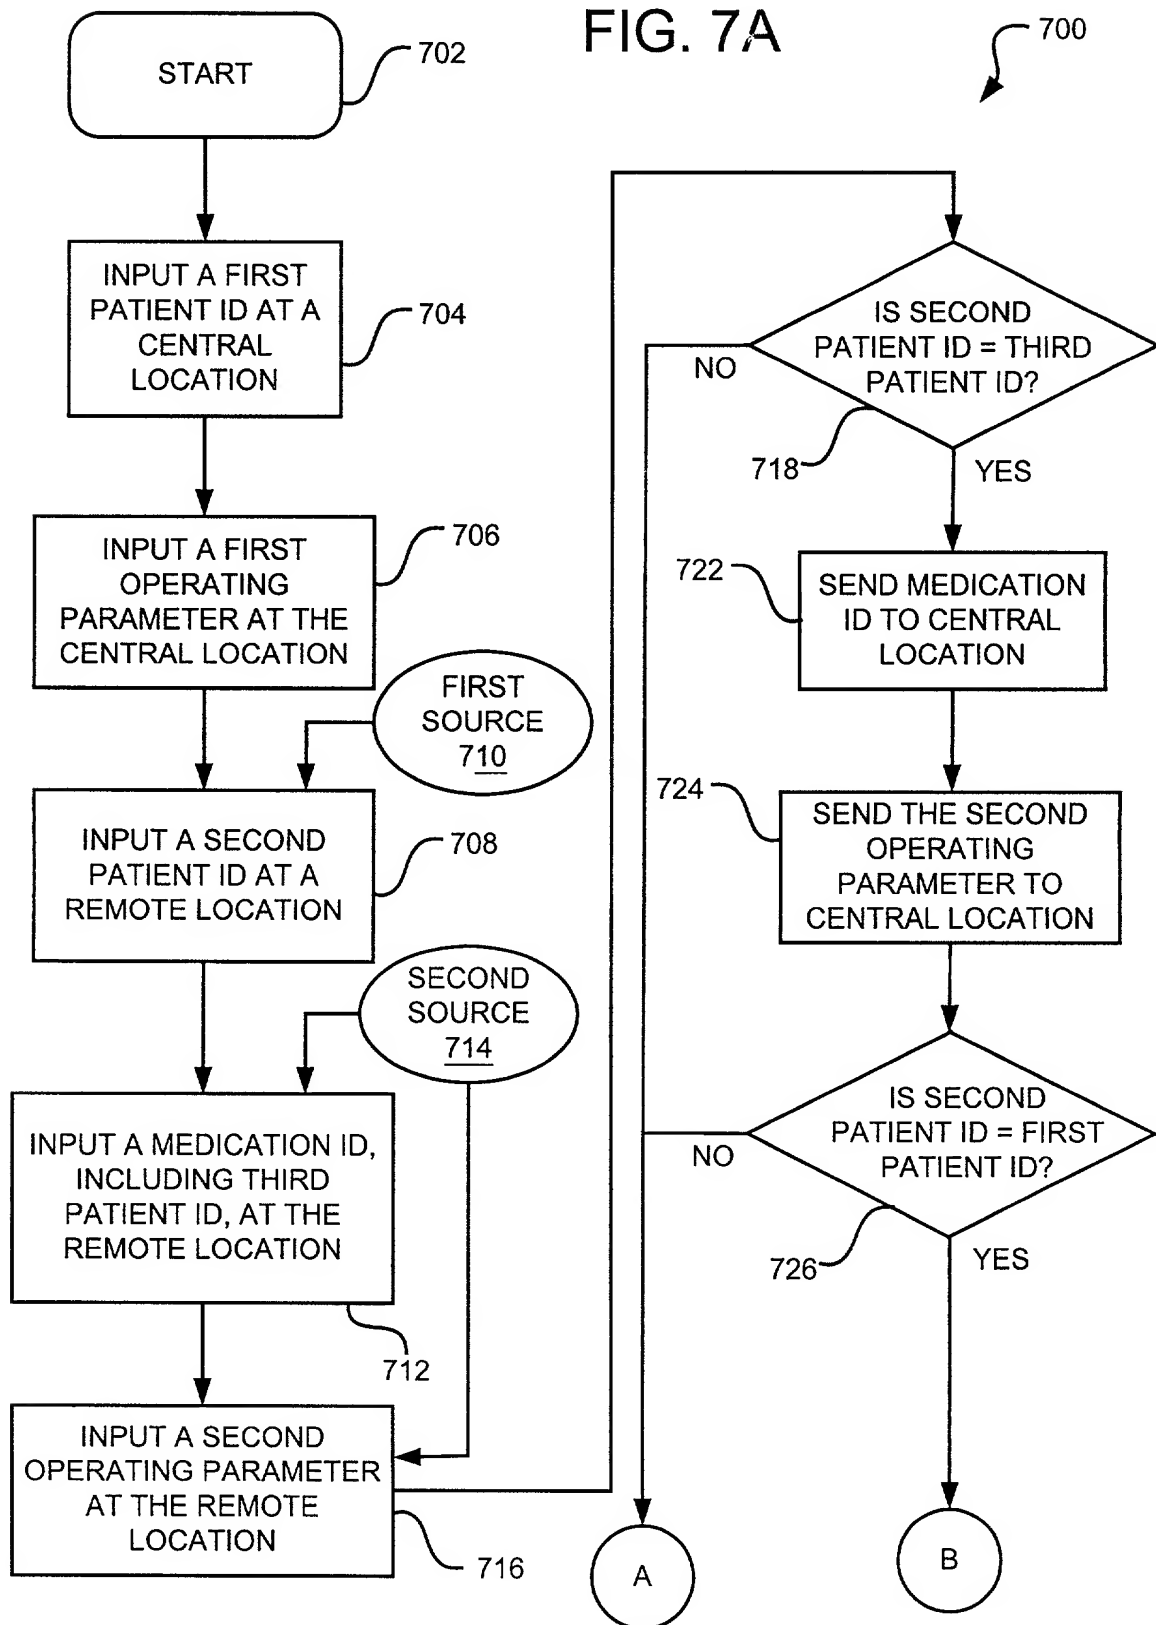 FIG. 7A
700
START
702
INPUT A FIRST
PATIENT ID AT A
CENTRAL
LOCATION
704
INPUT A FIRST
OPERATING
PARAMETER AT THE
CENTRAL LOCATION
706
FIRST
SOURCE
710
INPUT A SECOND
PATIENT ID AT A
REMOTE LOCATION
708
SECOND
SOURCE
714
INPUT A MEDICATION ID,
INCLUDING THIRD
PATIENT ID, AT THE
REMOTE LOCATION
712
INPUT A SECOND
OPERATING PARAMETER
AT THE REMOTE
LOCATION
716
IS SECOND
PATIENT ID = THIRD
PATIENT ID?
NO
718
YES
722
SEND MEDICATION
ID TO CENTRAL
LOCATION
724
SEND THE SECOND
OPERATING
PARAMETER TO
CENTRAL LOCATION
IS SECOND
PATIENT ID = FIRST
PATIENT ID?
NO
726
YES
A
B